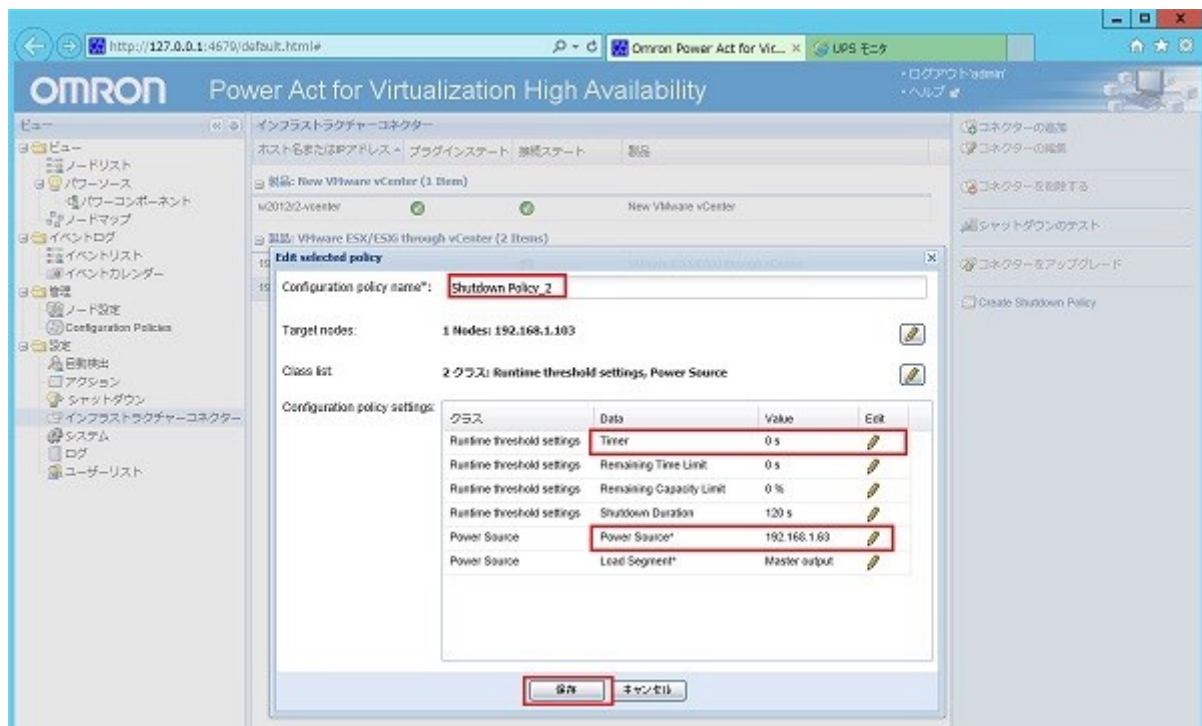 http://127.0.0.1:4679/default.html#
Omron Power Act for Vir...
UPS モニタ
OMRON
Power Act for Virtualization High Availability
ログアウト'admin'
ヘルプ
ビュー
ビュー
ノードリスト
パワーソース
パワーコンポーネント
ノードマップ
イベントログ
イベントリスト
イベントカレンダー
管理
ノード設定
Configuration Policies
設定
自動検出
アクション
シャットダウン
インフラストラクチャーコネクター
システム
ログ
ユーザーリスト
インフラストラクチャーコネクター
ホスト名またはIPアドレス プラグインステート 接続ステート 製品
製品: New VMware vCenter (1 Item)
w2012r2-vcenter New VMware vCenter
製品: VMware ESX/ESXi through vCenter (2 Items)
コネクターの追加
コネクターの編集
コネクターを削除する
シャットダウンのテスト
コネクターをアップグレード
Create Shutdown Policy
Edit selected policy
Configuration policy name*: Shutdown Policy_2
Target nodes: 1 Nodes: 192.168.1.103
Class list: 2 クラス: Runtime threshold settings, Power Source
Configuration policy settings:
クラス Data Value Edit
Runtime threshold settings Timer 0 s
Runtime threshold settings Remaining Time Limit 0 s
Runtime threshold settings Remaining Capacity Limit 0 %
Runtime threshold settings Shutdown Duration 120 s
Power Source Power Source* 192.168.1.63
Power Source Load Segment* Master output
保存 キャンセル